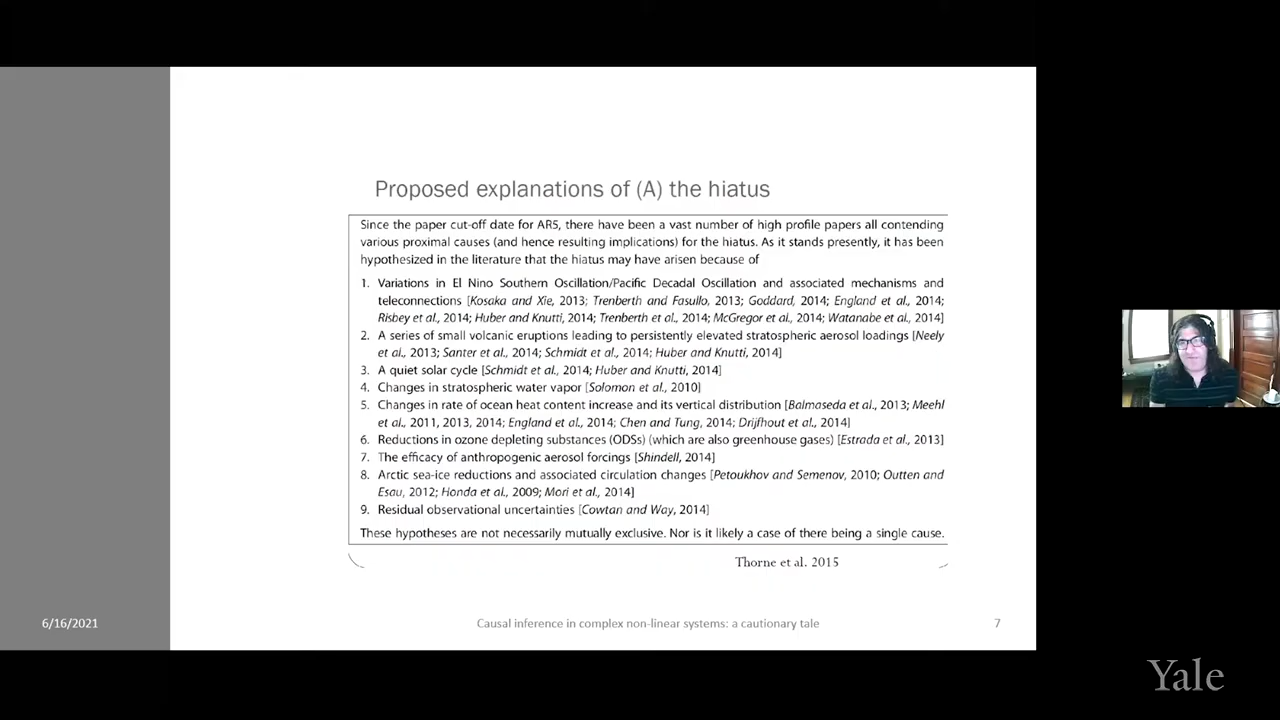 Proposed explanations of (A) the hiatus
Since the paper cut-off date for AR5, there have been a vast number of high profile papers all contending
various proximal causes (and hence resulting implications) for the hiatus. As it stands presently, it has been
hypothesized in the literature that the hiatus may have arisen because of
1. Variations in El Nino Southern Oscillation/Pacific Decadal Oscillation and associated mechanisms and
teleconnections [Kosaka and Xie, 2013; Trenberth and Fasullo, 2013; Goddard, 2014; England et al., 2014;
Risbey et al., 2014; Huber and Knutti, 2014; Trenberth et al., 2014; McGregor et al., 2014; Watanabe et al., 2014]
2. A series of small volcanic eruptions leading to persistently elevated stratospheric aerosol loadings [Neely
et al., 2013; Santer et al., 2014; Schmidt et al., 2014; Huber and Knutti, 2014]
3. A quiet solar cycle [Schmidt et al., 2014; Huber and Knutti, 2014]
4. Changes in stratospheric water vapor [Solomon et al., 2010]
5. Changes in rate of ocean heat content increase and its vertical distribution [Balmaseda et al., 2013; Meehl
et al., 2011, 2013, 2014; England et al., 2014; Chen and Tung, 2014; Drijfhout et al., 2014]
6. Reductions in ozone depleting substances (ODSs) (which are also greenhouse gases) [Estrada et al., 2013]
7. The efficacy of anthropogenic aerosol forcings [Shindell, 2014]
8. Arctic sea-ice reductions and associated circulation changes [Petoukhov and Semenov, 2010; Outten and
Esau, 2012; Honda et al., 2009; Mori et al., 2014]
9. Residual observational uncertainties [Cowtan and Way, 2014]
These hypotheses are not necessarily mutually exclusive. Nor is it likely a case of there being a single cause.
Thorne et al. 2015
6/16/2021
Causal inference in complex non-linear systems: a cautionary tale
7
Yale